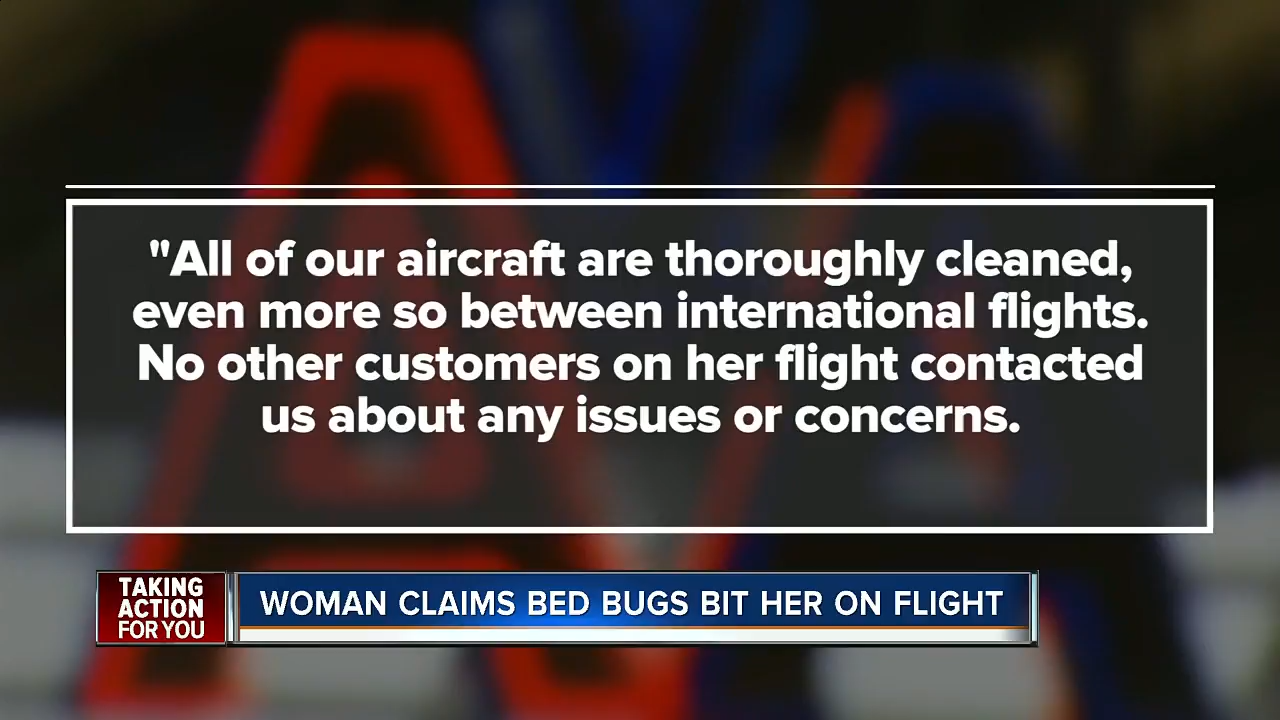 "All of our aircraft are thoroughly cleaned,
even more so between international flights.
No other customers on her flight contacted
us about any issues or concerns.
TAKING
ACTION
FOR YOU
WOMAN CLAIMS BED BUGS BIT HER ON FLIGHT